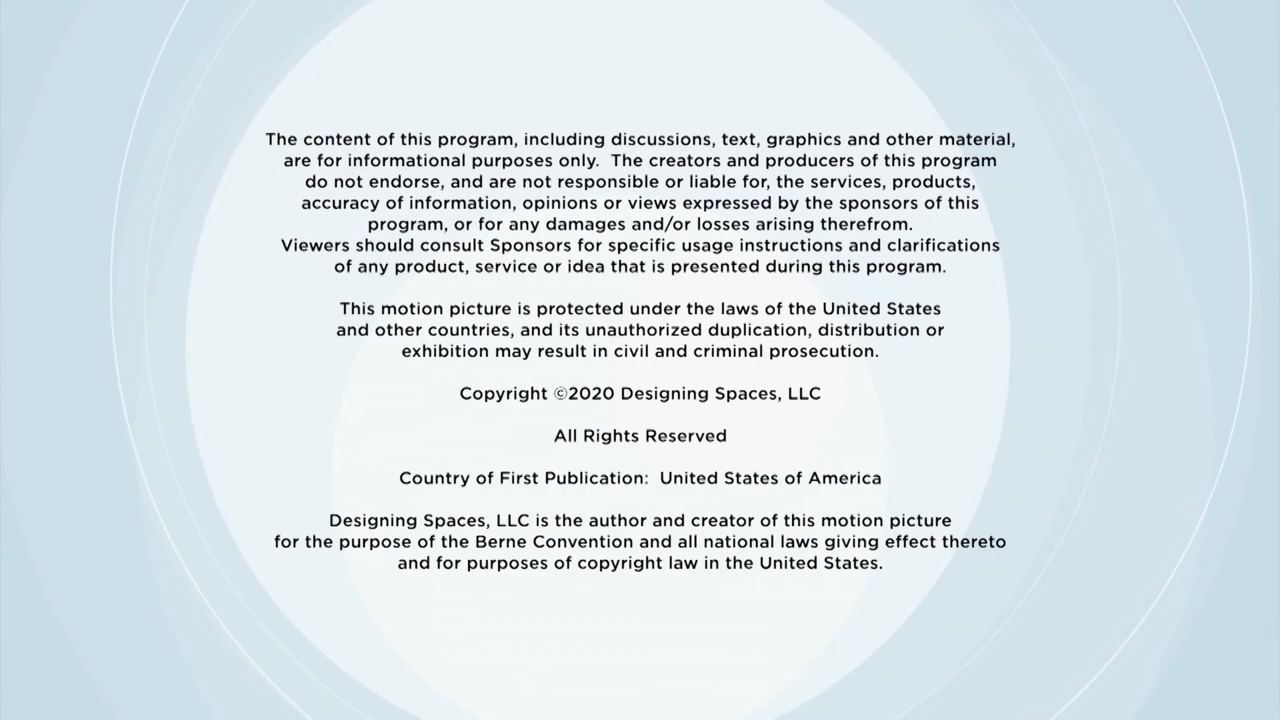 The content of this program, including discussions, text, graphics and other material,
are for informational purposes only.  The creators and producers of this program
do not endorse, and are not responsible or liable for, the services, products,
accuracy of information, opinions or views expressed by the sponsors of this
program, or for any damages and/or losses arising therefrom.
Viewers should consult Sponsors for specific usage instructions and clarifications
of any product, service or idea that is presented during this program.
This motion picture is protected under the laws of the United States
and other countries, and its unauthorized duplication, distribution or
exhibition may result in civil and criminal prosecution.
Copyright ©2020 Designing Spaces, LLC
All Rights Reserved
Country of First Publication:  United States of America
Designing Spaces, LLC is the author and creator of this motion picture
for the purpose of the Berne Convention and all national laws giving effect thereto
and for purposes of copyright law in the United States.